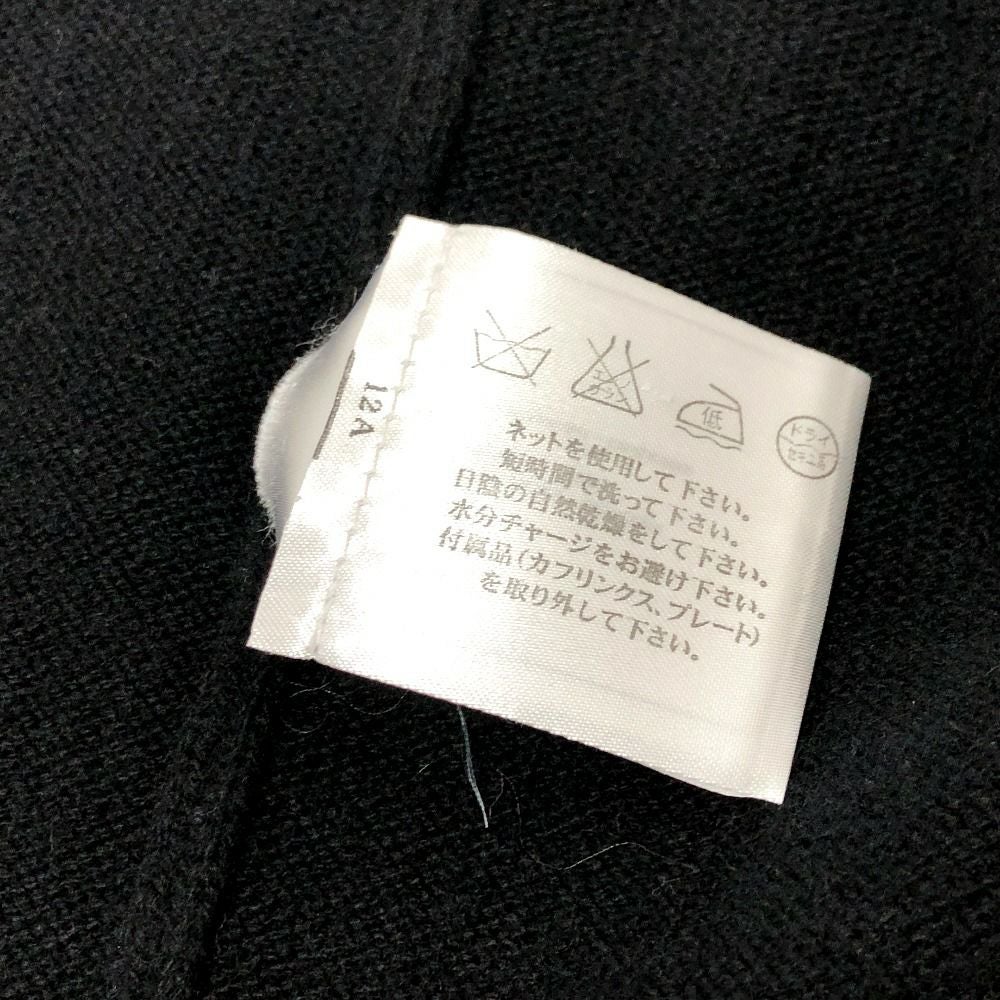 12A
エンソ
サラシ
低
ドライ
セキユ系
ネットを使用して下さい。
短時間で洗って下さい。
日陰の自然乾燥をして下さい。
水分チャージをお避け下さい。
付属品（カフリンクス、プレート）
を取り外して下さい。